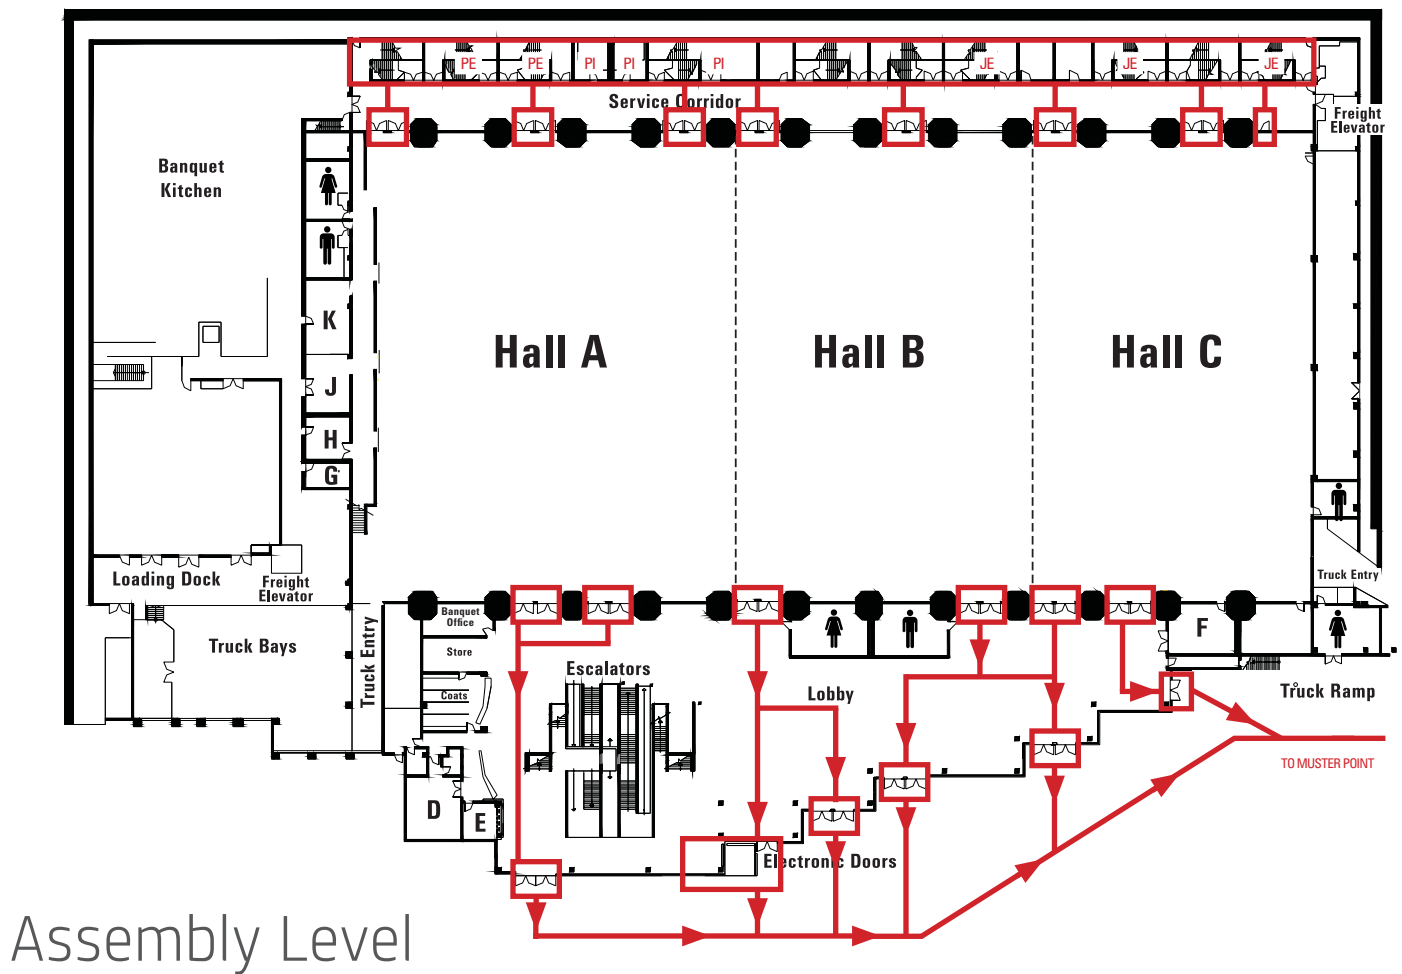 PE
PE
PI
PI
PI
JE
JE
JE
Service Corridor
Freight
Elevator
Banquet
Kitchen
K
J
H
G
Hall A
Hall B
Hall C
Loading Dock
Freight
Elevator
Truck Bays
Truck Entry
Banquet
Office
Store
Coats
Escalators
Lobby
F
Truck Entry
Truck Ramp
TO MUSTER POINT
D
E
Electronic Doors
Assembly Level